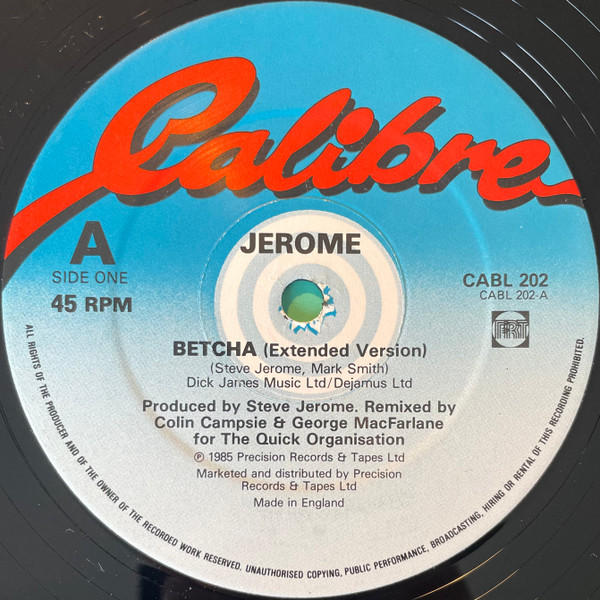 Calibre
A
SIDE ONE
45 RPM
JEROME
CABL 202
CABL 202-A
PRT
BETCHA (Extended Version)
(Steve Jerome, Mark Smith)
Dick James Music Ltd/Dejamus Ltd
Produced by Steve Jerome. Remixed by
Colin Campsie & George MacFarlane
for The Quick Organisation
℗ 1985 Precision Records & Tapes Ltd
Marketed and distributed by Precision
Records & Tapes Ltd
Made in England
ALL RIGHTS OF THE PRODUCER AND OF THE OWNER OF THE RECORDED WORK RESERVED. UNAUTHORISED COPYING, PUBLIC PERFORMANCE, BROADCASTING, HIRING OR RENTAL OF THIS RECORDING PROHIBITED.